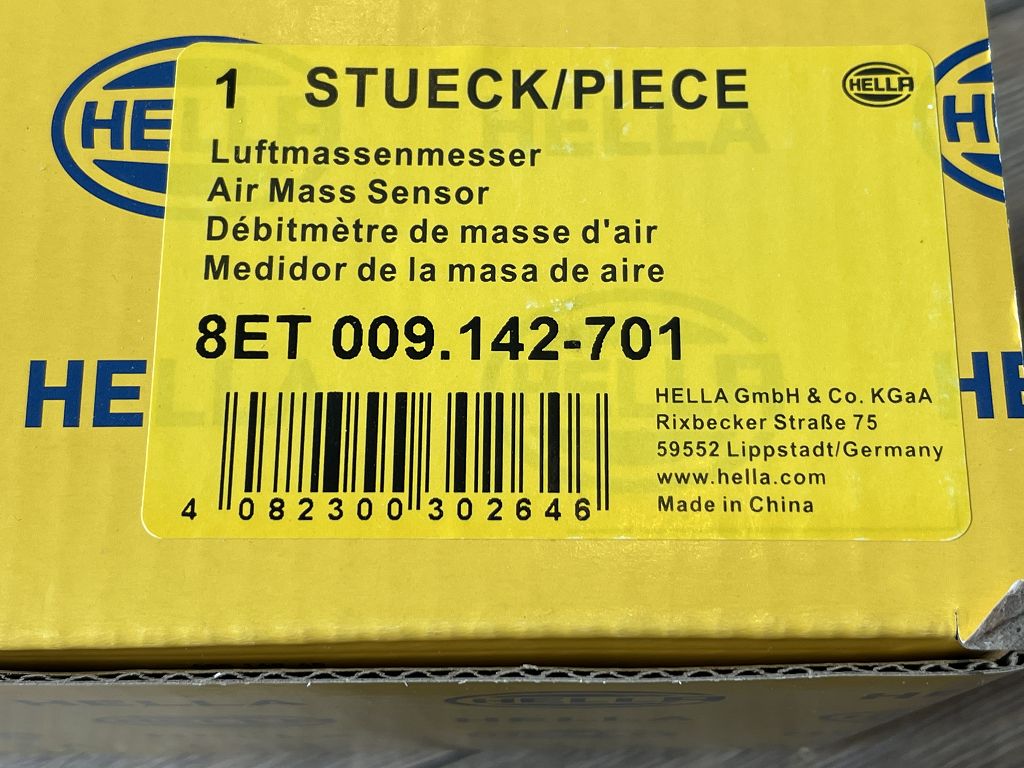 1 STUECK/PIECE
HELLA
Luftmassenmesser
Air Mass Sensor
Débitmètre de masse d'air
Medidor de la masa de aire
8ET 009.142-701
4 082300 302646
HELLA GmbH & Co. KGaA
Rixbecker Straße 75
59552 Lippstadt/Germany
www.hella.com
Made in China
HE
H
HE
HE